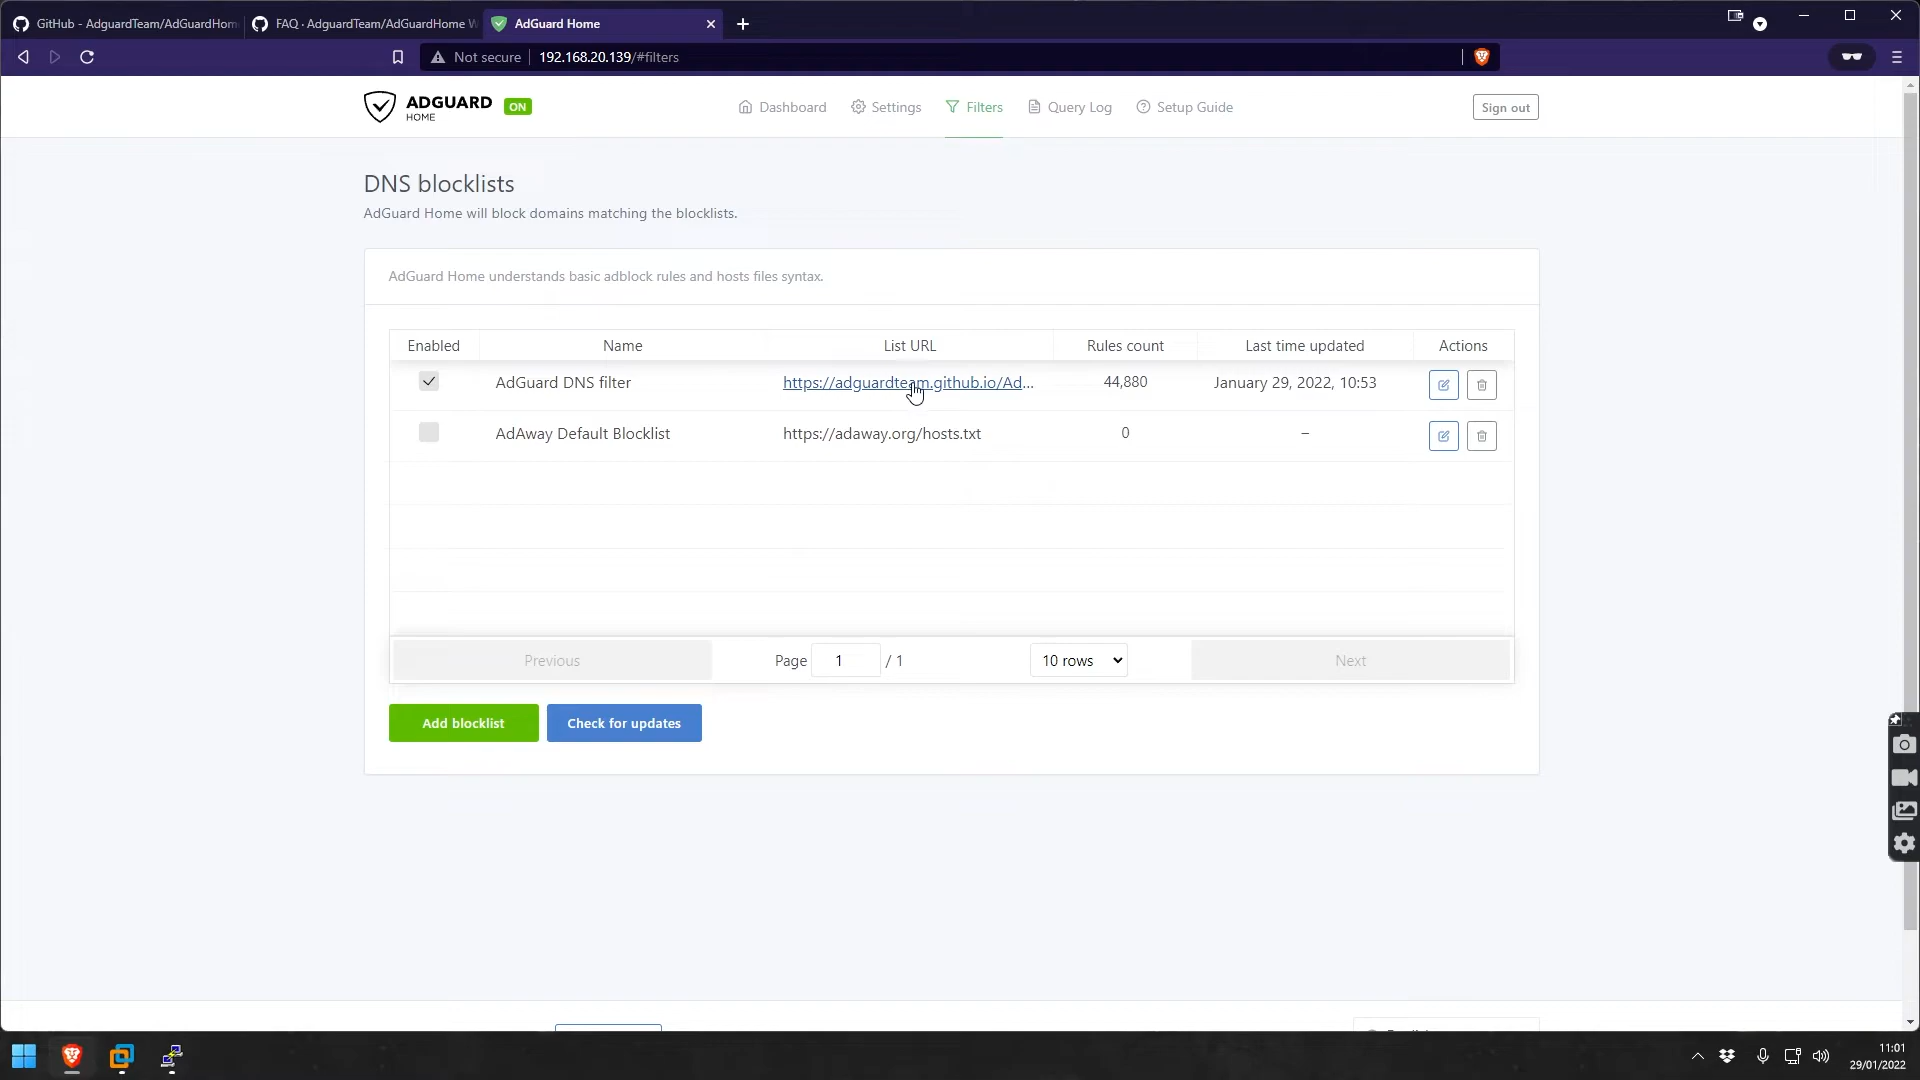 GitHub - AdguardTeam/AdGuardHom
FAQ · AdguardTeam/AdGuardHome W
AdGuard Home
Not secure
192.168.20.139/#filters
ADGUARD
HOME
ON
Dashboard
Settings
Filters
Query Log
Setup Guide
Sign out
DNS blocklists
AdGuard Home will block domains matching the blocklists.
AdGuard Home understands basic adblock rules and hosts files syntax.
Enabled Name List URL Rules count Last time updated Actions
AdGuard DNS filter https://adguardteam.github.io/Ad... 44,880 January 29, 2022, 10:53
AdAway Default Blocklist https://adaway.org/hosts.txt 0 –
Previous Page 1 / 1 10 rows Next
Add blocklist Check for updates
11:01
29/01/2022